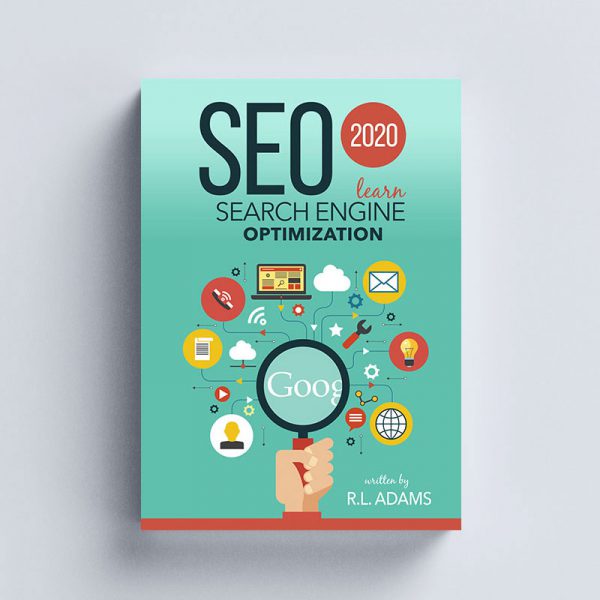 SEO
2020
learn
SEARCH ENGINE
OPTIMIZATION
Goog
written by
R.L. ADAMS